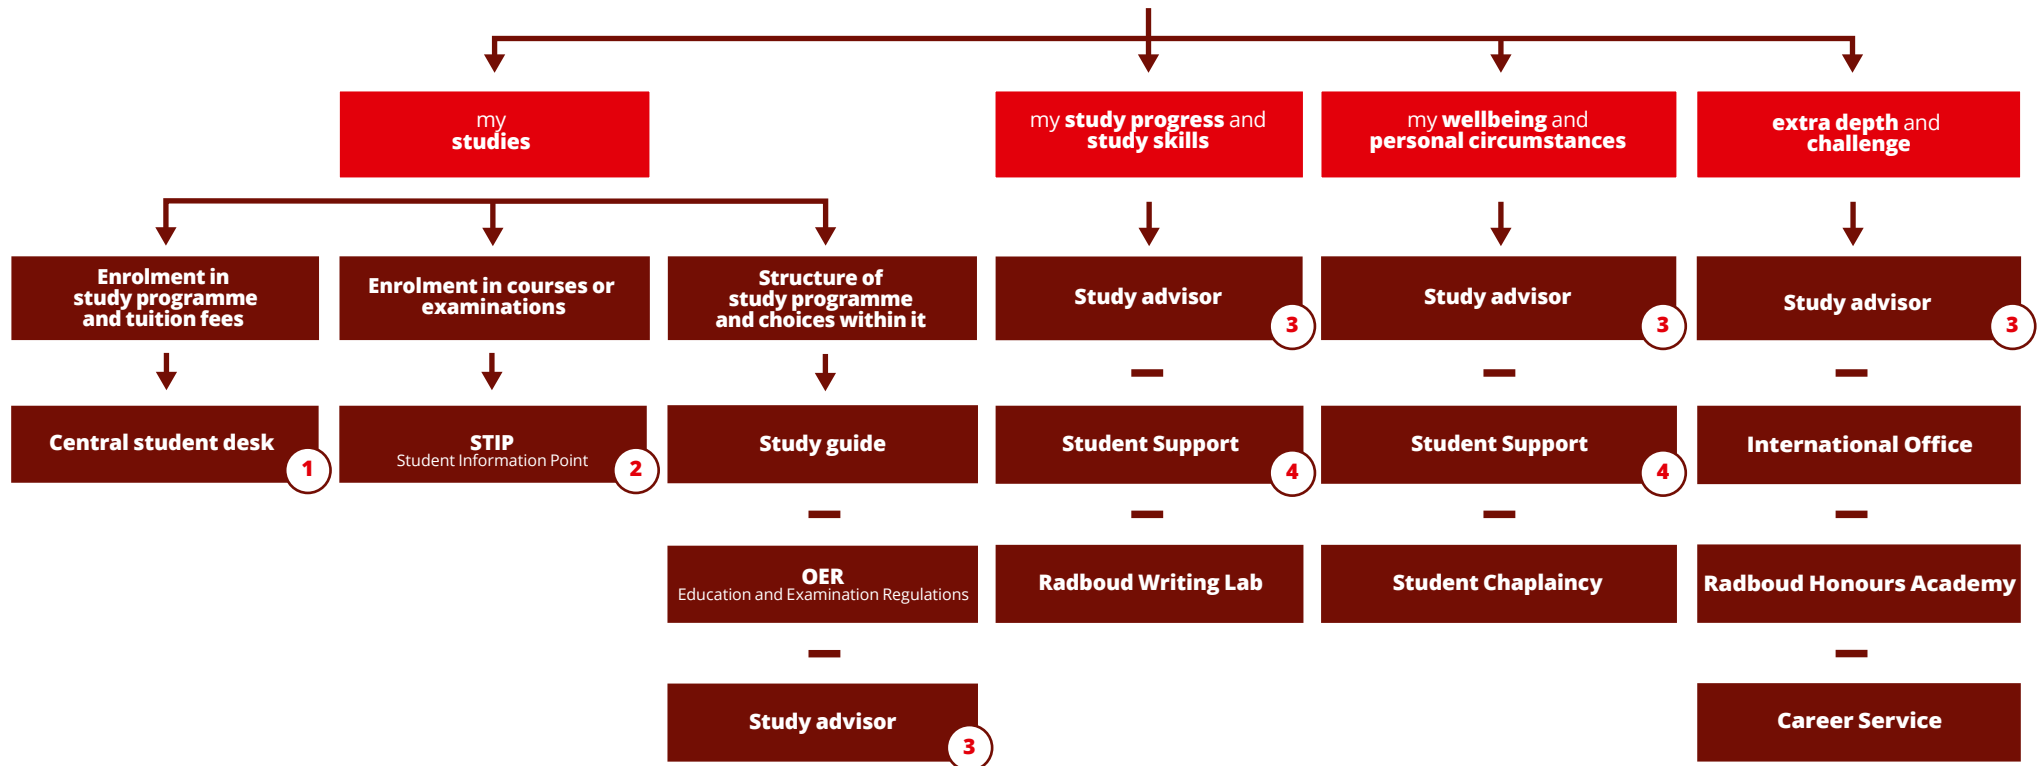 my
studies
my study progress and
study skills
my wellbeing and
personal circumstances
extra depth and
challenge
Enrolment in
study programme
and tuition fees
Enrolment in courses or
examinations
Structure of
study programme
and choices within it
Study advisor
3
Study advisor
3
Study advisor
3
Central student desk
1
STIP
Student Information Point
2
Study guide
Student Support
4
Student Support
4
International Office
OER
Education and Examination Regulations
Radboud Writing Lab
Student Chaplaincy
Radboud Honours Academy
Study advisor
3
Career Service